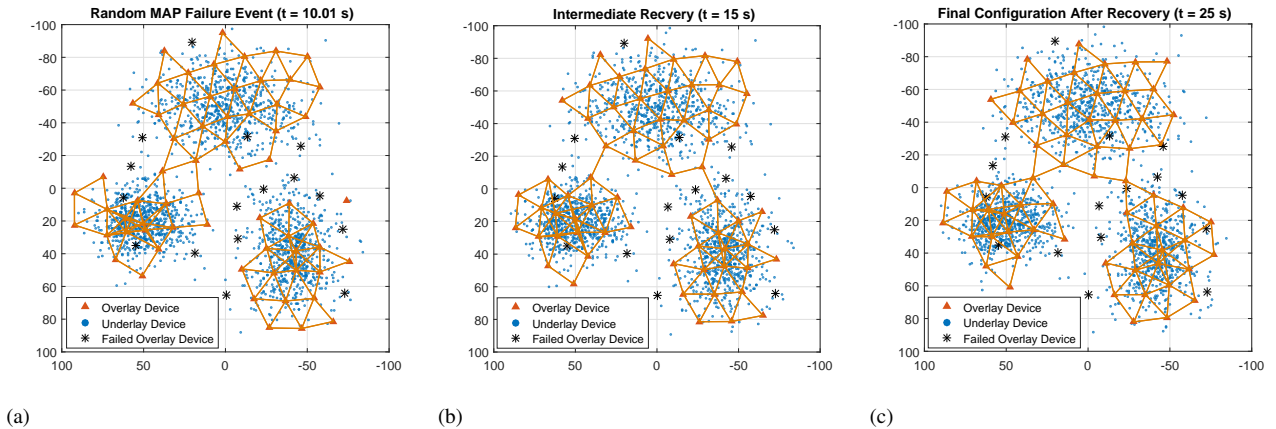 Random MAP Failure Event (t = 10.01 s)
-100
-80
-60
-40
-20
0
20
40
60
80
100
100 50 0 -50 -100
Overlay Device
Underlay Device
Failed Overlay Device
(a)
Intermediate Recvery (t = 15 s)
-100
-80
-60
-40
-20
0
20
40
60
80
100
100 50 0 -50 -100
Overlay Device
Underlay Device
Failed Overlay Device
(b)
Final Configuration After Recovery (t = 25 s)
-100
-80
-60
-40
-20
0
20
40
60
80
100
100 50 0 -50 -100
Overlay Device
Underlay Device
Failed Overlay Device
(c)